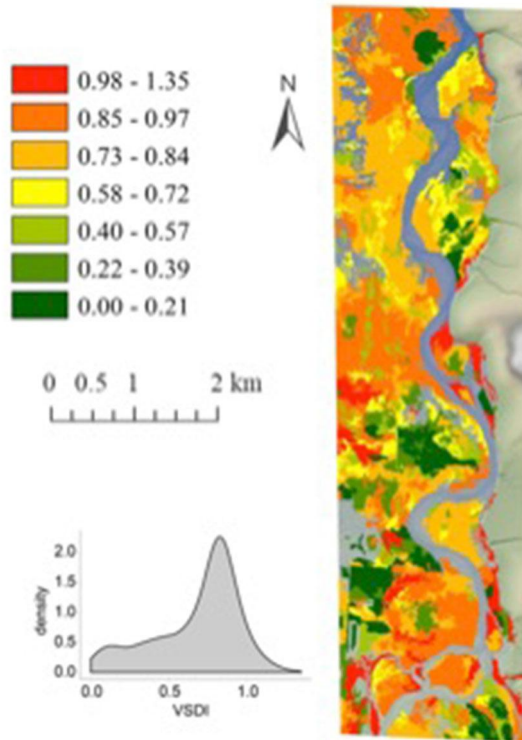 0.98 - 1.35
N
0.85 - 0.97
0.73 - 0.84
0.58 - 0.72
0.40 - 0.57
0.22 - 0.39
0.00 - 0.21
0 0.5 1 2 km
2.0
1.5
1.0
0.5
0.0
density
0.0 0.5 1.0
VSDI